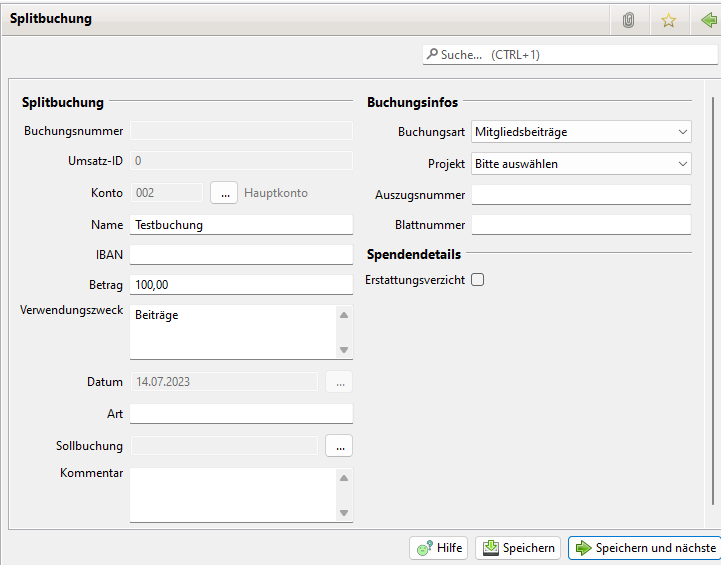 Splitbuchung
Suche... (CTRL+1)
Splitbuchung
Buchungsnummer
Umsatz-ID 0
Konto 002 ... Hauptkonto
Name Testbuchung
IBAN
Betrag 100,00
Verwendungszweck Beiträge
Datum 14.07.2023 ...
Art
Sollbuchung ...
Kommentar
Buchungsinfos
Buchungsart Mitgliedsbeiträge
Projekt Bitte auswählen
Auszugsnummer
Blattnummer
Spendendetails
Erstattungsverzicht
Hilfe Speichern Speichern und nächste